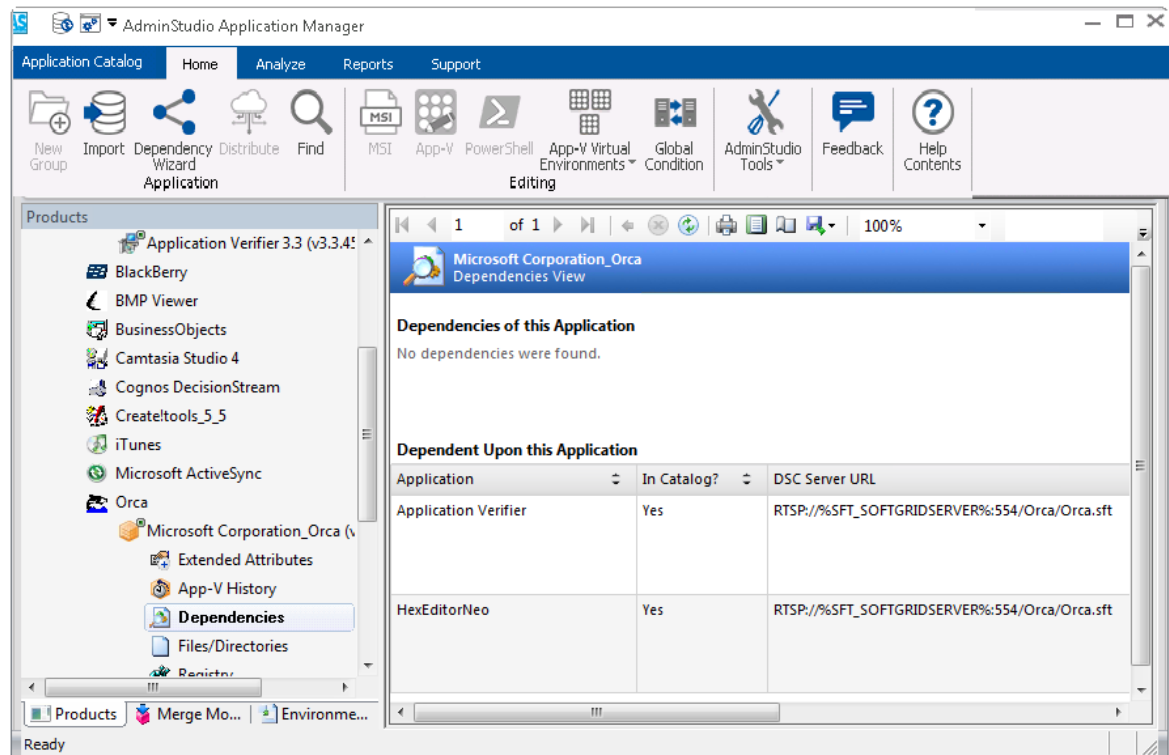 AdminStudio Application Manager
Application Catalog Home Analyze Reports Support
New Group
Import
Dependency Wizard
Distribute
Find
Application
MSI
MSI
App-V
PowerShell
App-V Virtual Environments
Global Condition
Editing
AdminStudio Tools
Feedback
Help Contents
Products
Application Verifier 3.3 (v3.3.45
BlackBerry
BMP Viewer
BusinessObjects
Camtasia Studio 4
Cognos DecisionStream
Create!tools_5_5
iTunes
Microsoft ActiveSync
Orca
Microsoft Corporation_Orca (v
Extended Attributes
App-V History
Dependencies
Files/Directories
Registry
Products Merge Mo... Environme...
1 of 1 100%
Microsoft Corporation_Orca
Dependencies View
Dependencies of this Application
No dependencies were found.
Dependent Upon this Application
Application In Catalog? DSC Server URL
Application Verifier Yes RTSP://%SFT_SOFTGRIDSERVER%:554/Orca/Orca.sft
HexEditorNeo Yes RTSP://%SFT_SOFTGRIDSERVER%:554/Orca/Orca.sft
Ready